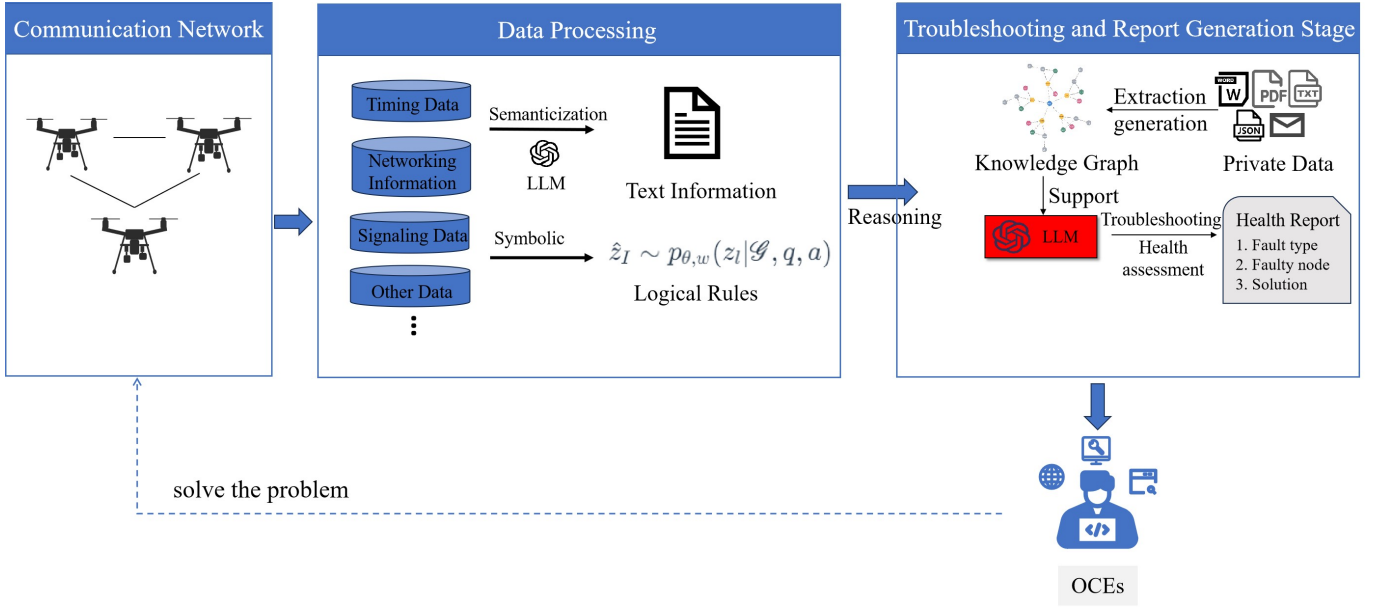 Communication Network
Data Processing
Troubleshooting and Report Generation Stage
Timing Data
Networking
Information
Signaling Data
Other Data
Semanticization
LLM
Text Information
Symbolic
ẑ_I ∼ p_{θ,w}(z_l|𝒢, q, a)
Logical Rules
Reasoning
Knowledge Graph
Extraction
generation
WORD
W
PDF
TXT
JSON
Private Data
Support
LLM
Troubleshooting
Health
assessment
Health Report
1. Fault type
2. Faulty node
3. Solution
solve the problem
</>
OCEs